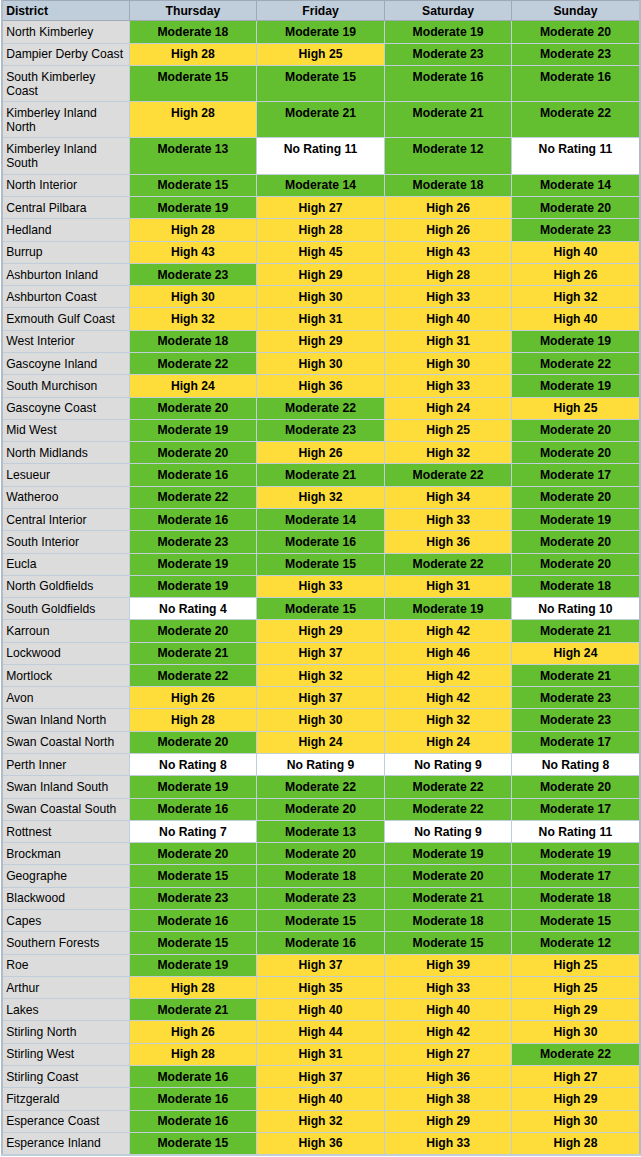 District Thursday Friday Saturday Sunday
North Kimberley Moderate 18 Moderate 19 Moderate 19 Moderate 20
Dampier Derby Coast High 28 High 25 Moderate 23 Moderate 23
South Kimberley Moderate 15 Moderate 15 Moderate 16 Moderate 16
Coast
Kimberley Inland High 28 Moderate 21 Moderate 21 Moderate 22
North
Kimberley Inland Moderate 13 No Rating 11 Moderate 12 No Rating 11
South
North Interior Moderate 15 Moderate 14 Moderate 18 Moderate 14
Central Pilbara Moderate 19 High 27 High 26 Moderate 20
Hedland High 28 High 28 High 26 Moderate 23
Burrup High 43 High 45 High 43 High 40
Ashburton Inland Moderate 23 High 29 High 28 High 26
Ashburton Coast High 30 High 30 High 33 High 32
Exmouth Gulf Coast High 32 High 31 High 40 High 40
West Interior Moderate 18 High 29 High 31 Moderate 19
Gascoyne Inland Moderate 22 High 30 High 30 Moderate 22
South Murchison High 24 High 36 High 33 Moderate 19
Gascoyne Coast Moderate 20 Moderate 22 High 24 High 25
Mid West Moderate 19 Moderate 23 High 25 Moderate 20
North Midlands Moderate 20 High 26 High 32 Moderate 20
Lesueur Moderate 16 Moderate 21 Moderate 22 Moderate 17
Watheroo Moderate 22 High 32 High 34 Moderate 20
Central Interior Moderate 16 Moderate 14 High 33 Moderate 19
South Interior Moderate 23 Moderate 16 High 36 Moderate 20
Eucla Moderate 19 Moderate 15 Moderate 22 Moderate 20
North Goldfields Moderate 19 High 33 High 31 Moderate 18
South Goldfields No Rating 4 Moderate 15 Moderate 19 No Rating 10
Karroun Moderate 20 High 29 High 42 Moderate 21
Lockwood Moderate 21 High 37 High 46 High 24
Mortlock Moderate 22 High 32 High 42 Moderate 21
Avon High 26 High 37 High 42 Moderate 23
Swan Inland North High 28 High 30 High 32 Moderate 23
Swan Coastal North Moderate 20 High 24 High 24 Moderate 17
Perth Inner No Rating 8 No Rating 9 No Rating 9 No Rating 8
Swan Inland South Moderate 19 Moderate 22 Moderate 22 Moderate 20
Swan Coastal South Moderate 16 Moderate 20 Moderate 22 Moderate 17
Rottnest No Rating 7 Moderate 13 No Rating 9 No Rating 11
Brockman Moderate 20 Moderate 20 Moderate 19 Moderate 19
Geographe Moderate 15 Moderate 18 Moderate 20 Moderate 17
Blackwood Moderate 23 Moderate 23 Moderate 21 Moderate 18
Capes Moderate 16 Moderate 15 Moderate 18 Moderate 15
Southern Forests Moderate 15 Moderate 16 Moderate 15 Moderate 12
Roe Moderate 19 High 37 High 39 High 25
Arthur High 28 High 35 High 33 High 25
Lakes Moderate 21 High 40 High 40 High 29
Stirling North High 26 High 44 High 42 High 30
Stirling West High 28 High 31 High 27 Moderate 22
Stirling Coast Moderate 16 High 37 High 36 High 27
Fitzgerald Moderate 16 High 40 High 38 High 29
Esperance Coast Moderate 16 High 32 High 29 High 30
Esperance Inland Moderate 15 High 36 High 33 High 28